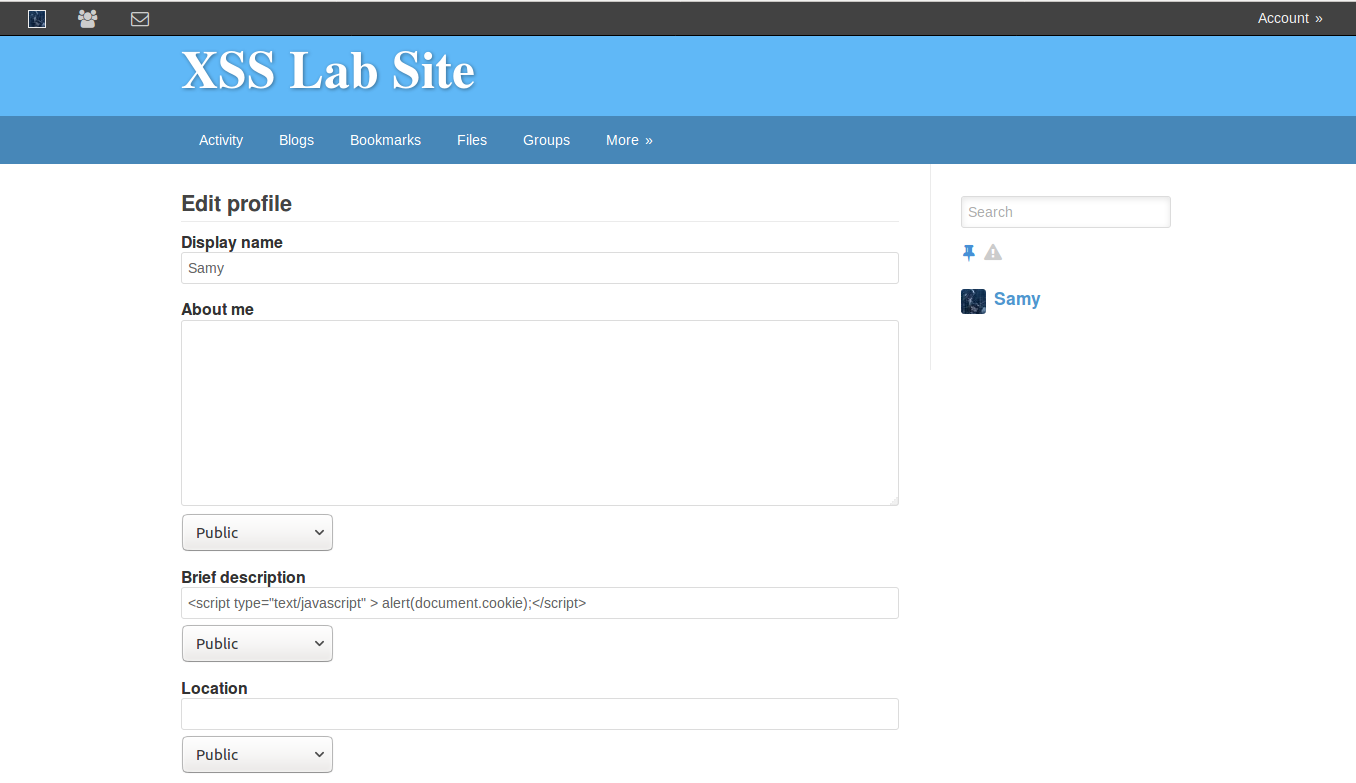 Account »
XSS Lab Site
Activity Blogs Bookmarks Files Groups More »
Edit profile
Display name
Samy
About me
Public
Brief description
<script type="text/javascript" > alert(document.cookie);</script>
Public
Location
Public
Search
Samy